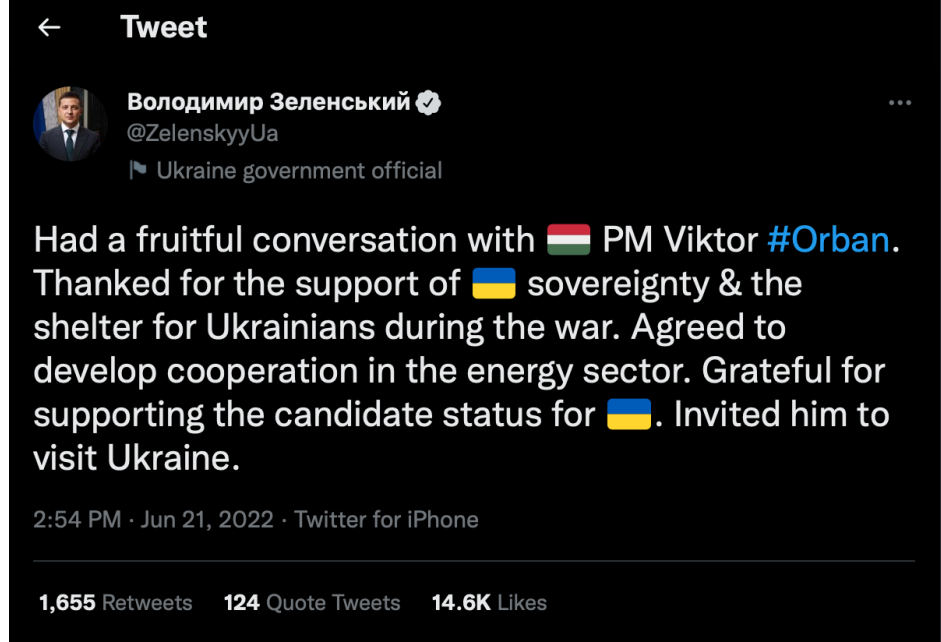 Tweet
Володимир Зеленський
@ZelenskyyUa
Ukraine government official
Had a fruitful conversation with 🇭🇺 PM Viktor #Orban.
Thanked for the support of 🇺🇦 sovereignty & the
shelter for Ukrainians during the war. Agreed to
develop cooperation in the energy sector. Grateful for
supporting the candidate status for 🇺🇦. Invited him to
visit Ukraine.
2:54 PM · Jun 21, 2022 · Twitter for iPhone
1,655 Retweets 124 Quote Tweets 14.6K Likes